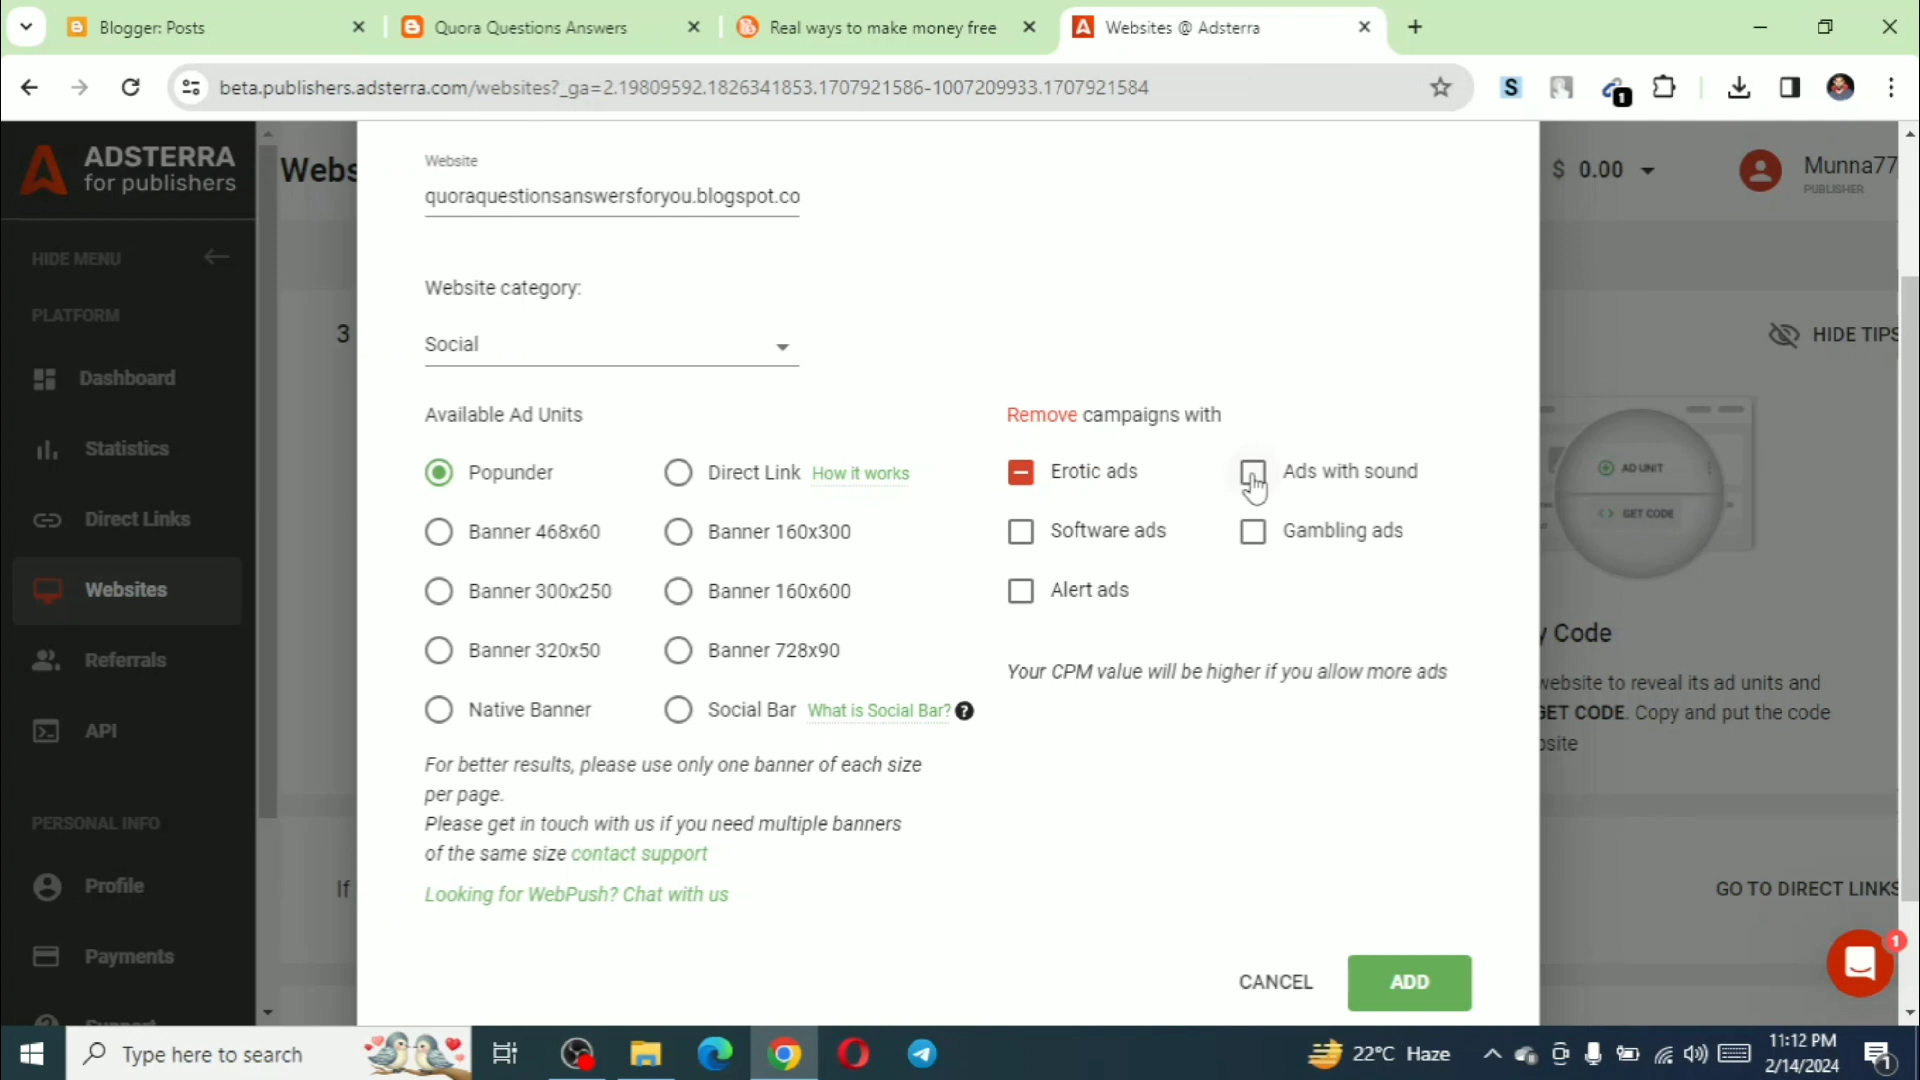 Blogger: Posts
Quora Questions Answers
Real ways to make money free
Websites @ Adsterra
beta.publishers.adsterra.com/websites?_ga=2.19809592.1826341853.1707921586-1007209933.1707921584
S
1
ADSTERRA
for publishers
HIDE MENU
PLATFORM
Dashboard
Statistics
Direct Links
Websites
Referrals
API
PERSONAL INFO
Profile
Payments
Webs
3
If
Website
quoraquestionsanswersforyou.blogspot.co
Website category:
Social
Available Ad Units
Popunder
Direct Link How it works
Banner 468x60
Banner 160x300
Banner 300x250
Banner 160x600
Banner 320x50
Banner 728x90
Native Banner
Social Bar What is Social Bar? ?
For better results, please use only one banner of each size
per page.
Please get in touch with us if you need multiple banners
of the same size contact support
Looking for WebPush? Chat with us
Remove campaigns with
Erotic ads
Ads with sound
Software ads
Gambling ads
Alert ads
Your CPM value will be higher if you allow more ads
CANCEL
ADD
$ 0.00
Munna77
PUBLISHER
HIDE TIPS
AD UNIT
<> GET CODE
y Code
website to reveal its ad units and
GET CODE. Copy and put the code
bsite
GO TO DIRECT LINKS
1
Type here to search
22°C Haze
11:12 PM
2/14/2024
1